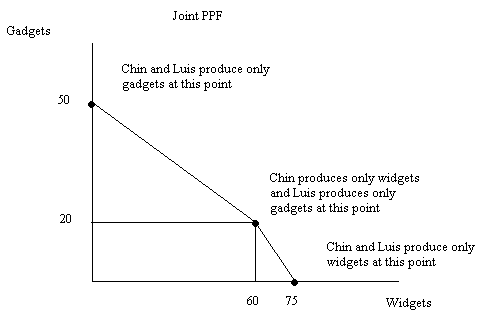 Joint PPF
Gadgets
Chin and Luis produce only
gadgets at this point
50
Chin produces only widgets
and Luis produces only
gadgets at this point
20
Chin and Luis produce only
widgets at this point
60
75
Widgets